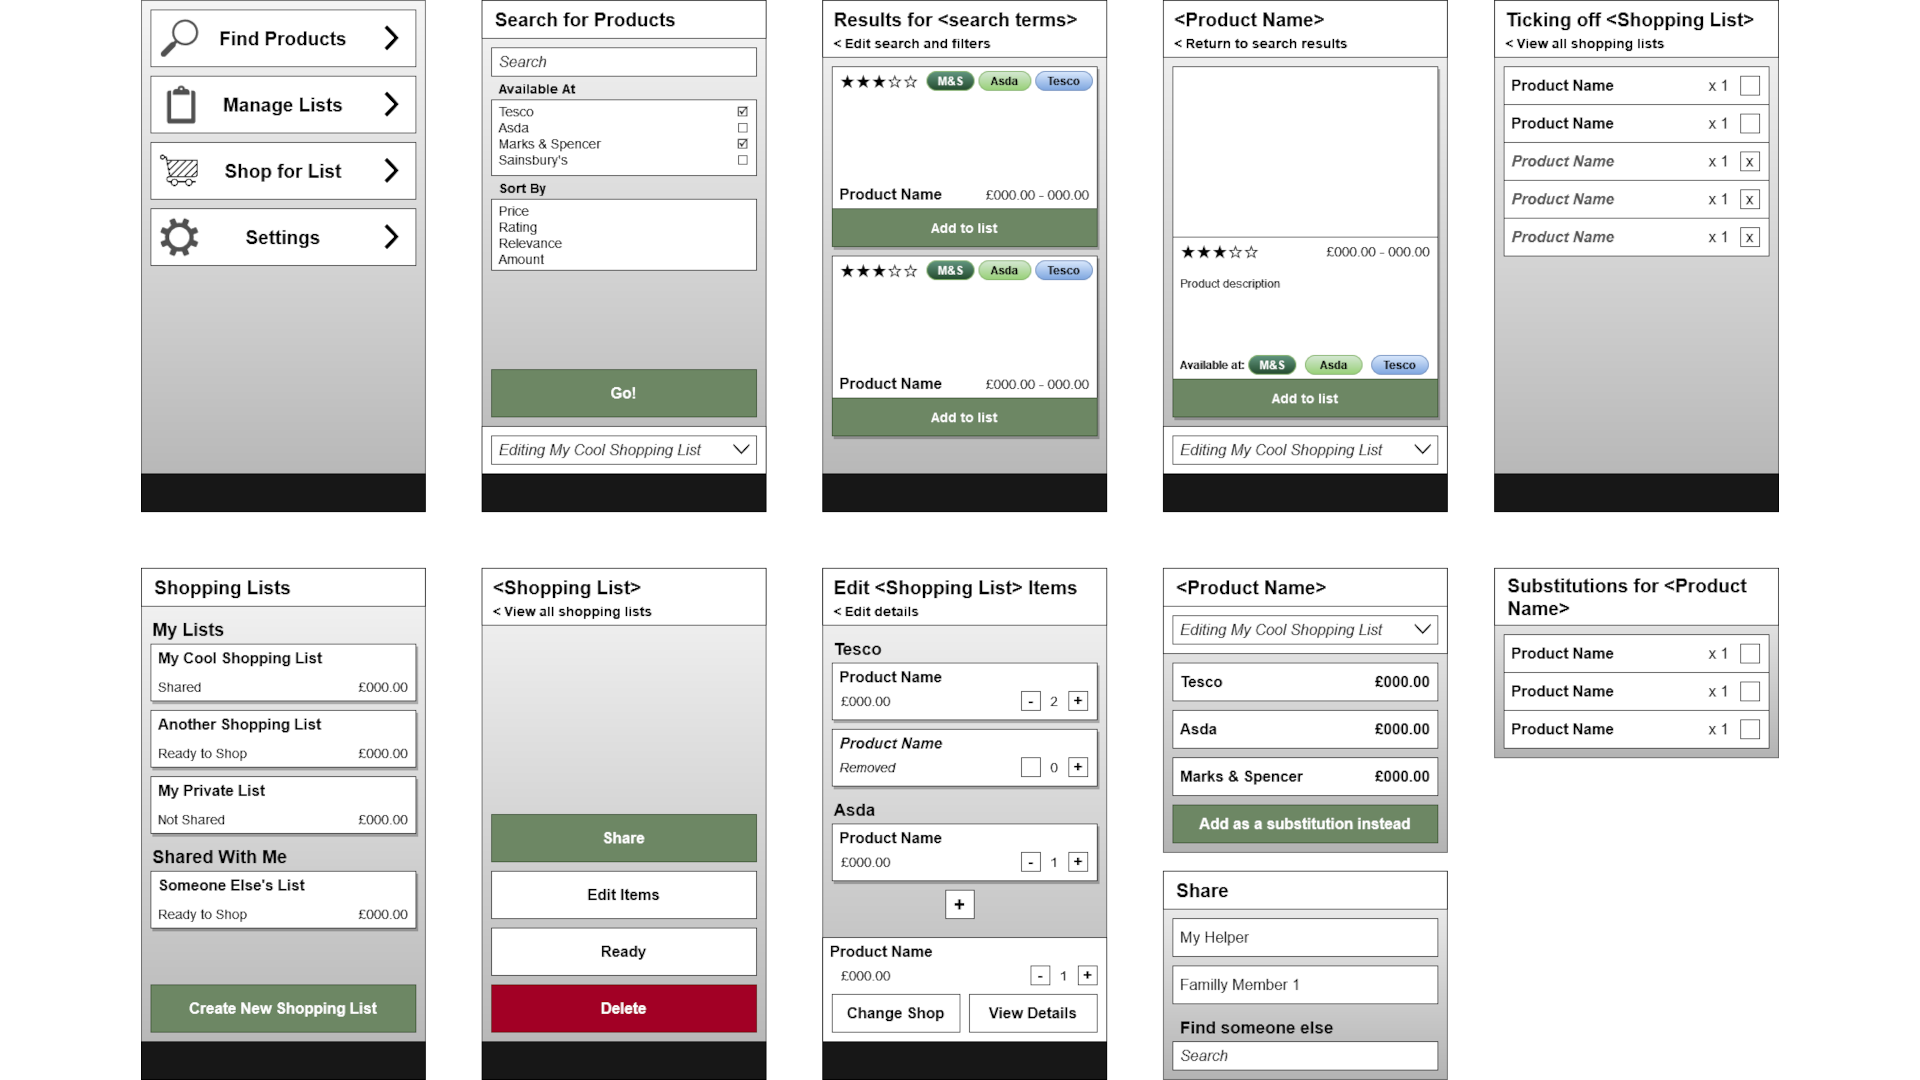 Find Products
Manage Lists
Shop for List
Settings
Search for Products
Search
Available At
Tesco
Asda
Marks & Spencer
Sainsbury's
Sort By
Price
Rating
Relevance
Amount
Go!
Editing My Cool Shopping List
Results for <search terms>
< Edit search and filters
M&S Asda Tesco
Product Name £000.00 - 000.00
Add to list
M&S Asda Tesco
Product Name £000.00 - 000.00
Add to list
<Product Name>
< Return to search results
£000.00 - 000.00
Product description
Available at: M&S Asda Tesco
Add to list
Editing My Cool Shopping List
Ticking off <Shopping List>
< View all shopping lists
Product Name x 1
Product Name x 1
Product Name x 1 x
Product Name x 1 x
Product Name x 1 x
Shopping Lists
My Lists
My Cool Shopping List
Shared £000.00
Another Shopping List
Ready to Shop £000.00
My Private List
Not Shared £000.00
Shared With Me
Someone Else's List
Ready to Shop £000.00
Create New Shopping List
<Shopping List>
< View all shopping lists
Share
Edit Items
Ready
Delete
Edit <Shopping List> Items
< Edit details
Tesco
Product Name
£000.00 - 2 +
Product Name
Removed 0 +
Asda
Product Name
£000.00 - 1 +
+
Product Name
£000.00 - 1 +
Change Shop View Details
<Product Name>
Editing My Cool Shopping List
Tesco £000.00
Asda £000.00
Marks & Spencer £000.00
Add as a substitution instead
Share
My Helper
Familly Member 1
Find someone else
Search
Substitutions for <Product
Name>
Product Name x 1
Product Name x 1
Product Name x 1